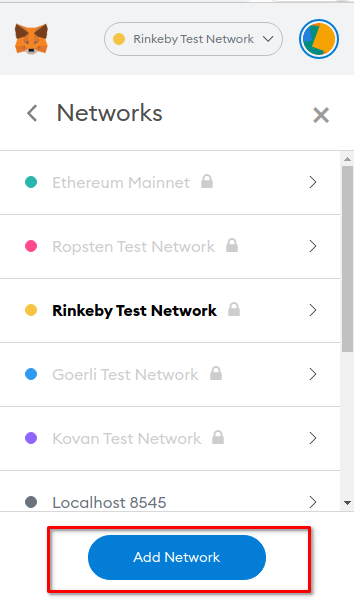 Rinkeby Test Network
Networks
Ethereum Mainnet
Ropsten Test Network
Rinkeby Test Network
Goerli Test Network
Kovan Test Network
Localhost 8545
Add Network